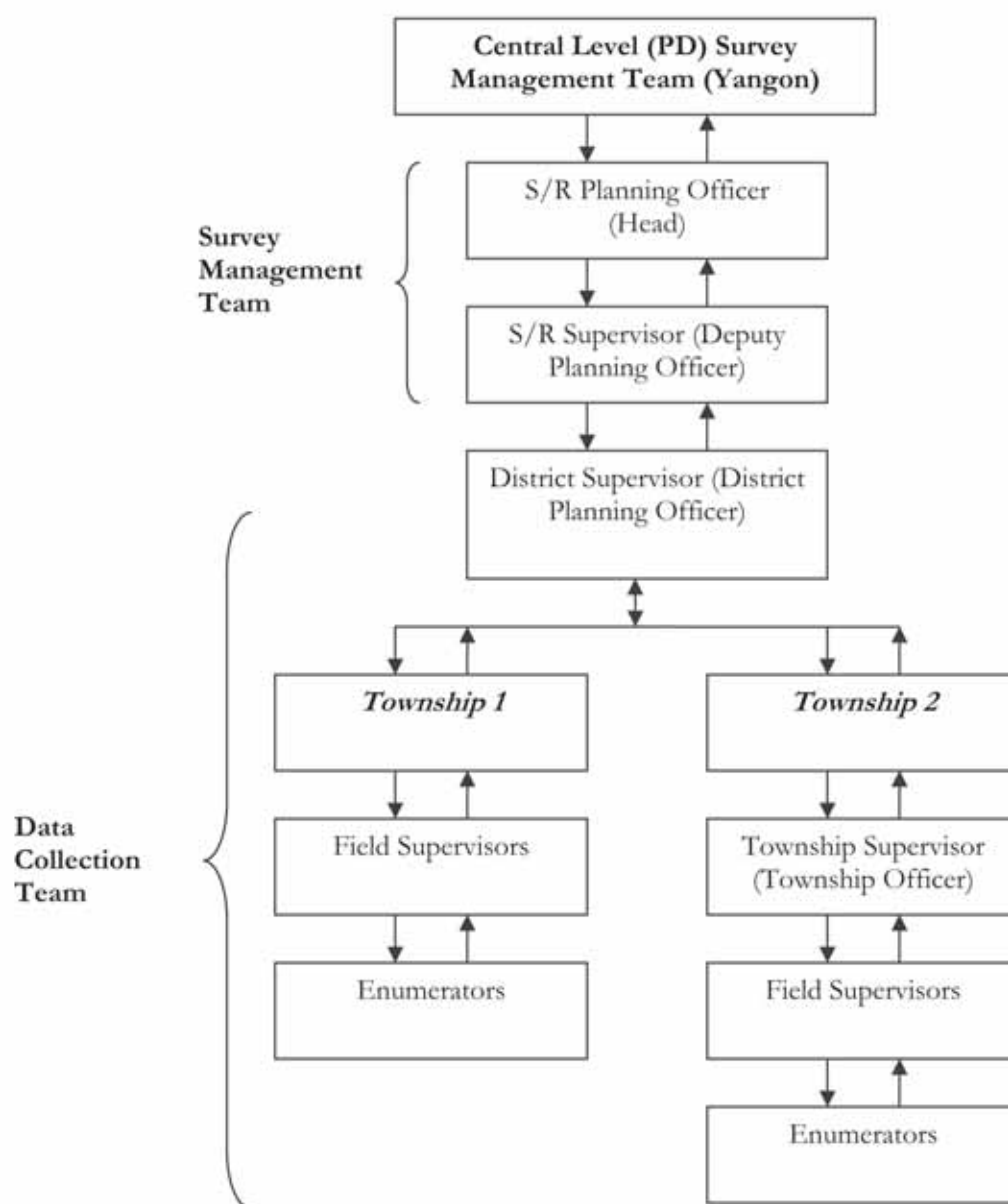 Central Level (PD) Survey
Management Team (Yangon)
S/R Planning Officer
(Head)
Survey
Management
Team
S/R Supervisor (Deputy
Planning Officer)
District Supervisor (District
Planning Officer)
Township 1
Township 2
Data
Collection
Team
Field Supervisors
Township Supervisor
(Township Officer)
Enumerators
Field Supervisors
Enumerators